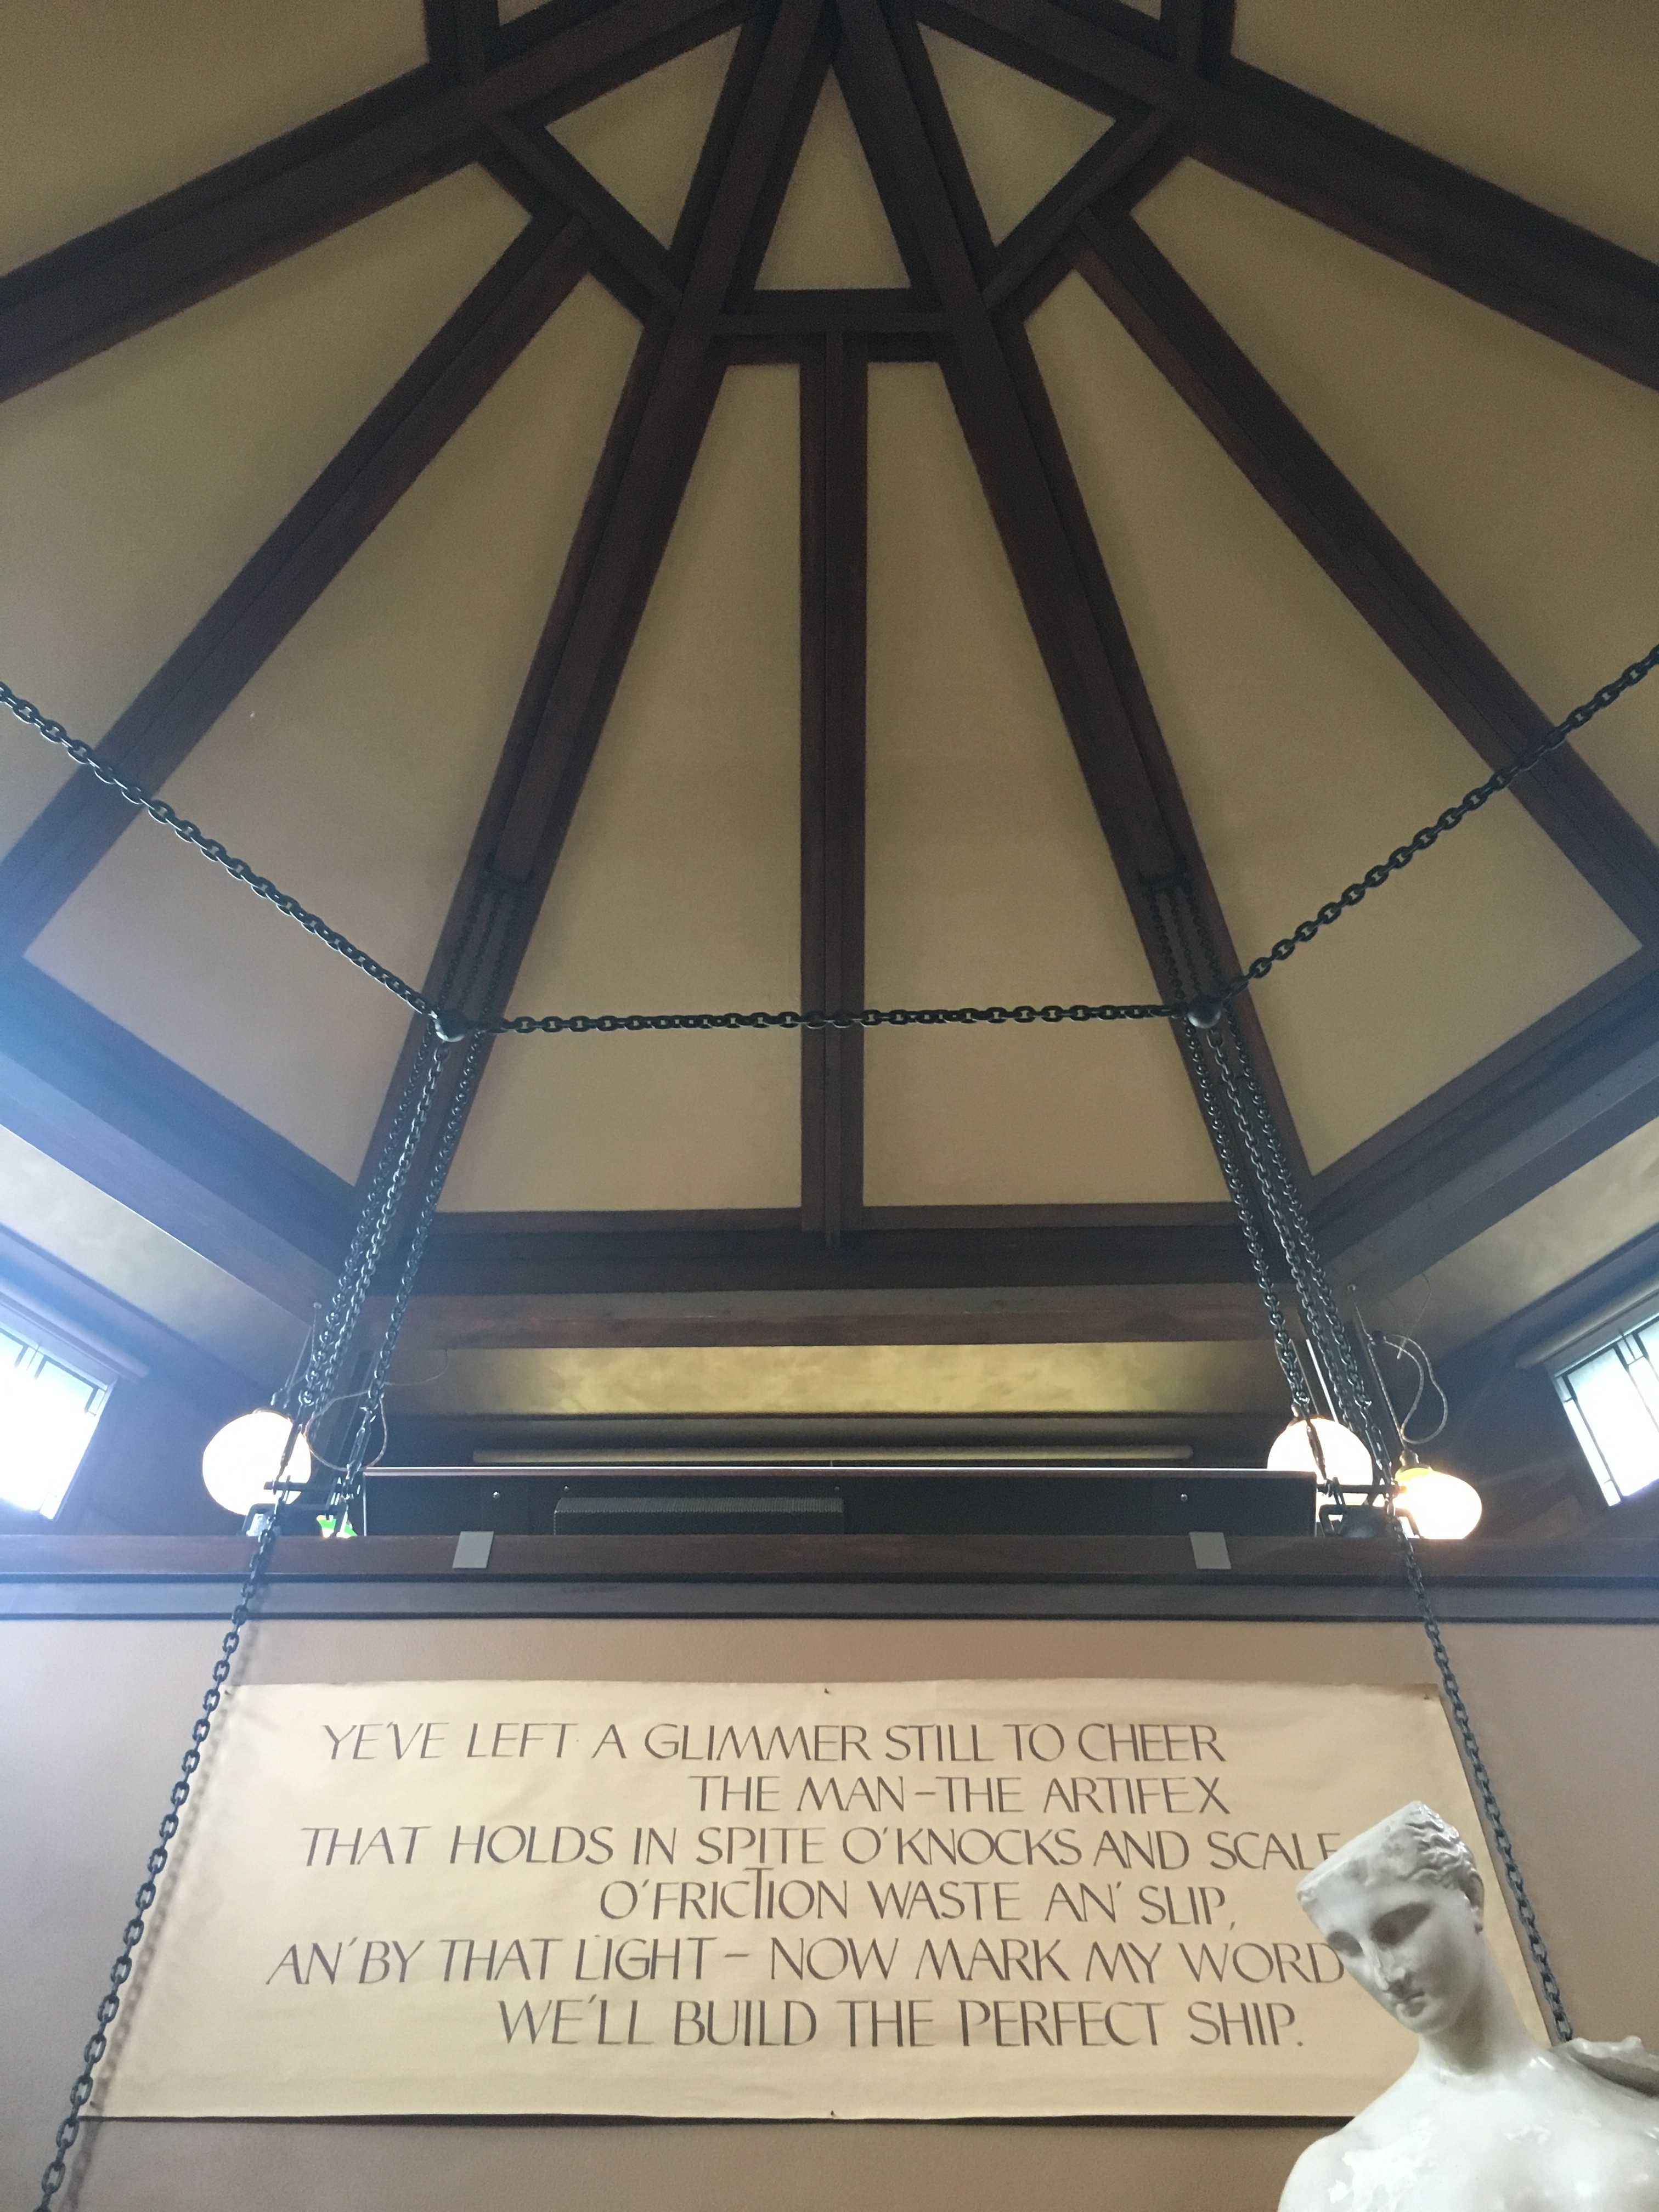 YE'VE LEFT A GLIMMER STILL TO CHEER
THE MAN-THE ARTIFEX
THAT HOLDS IN SPITE O'KNOCKS AND SCALE
O'FRICTION WASTE AN' SLIP,
AN'BY THAT LIGHT- NOW MARK MY WORD
WE'LL BUILD THE PERFECT SHIP.